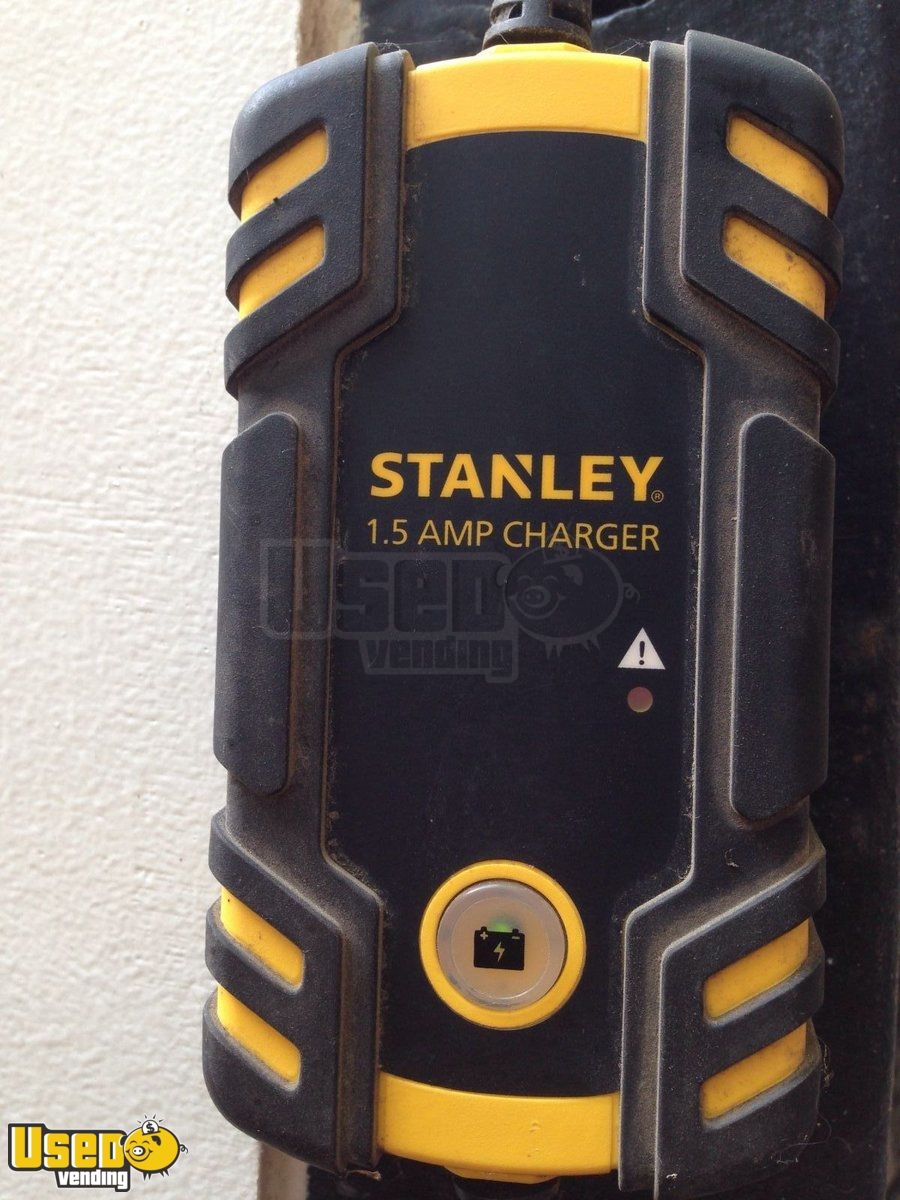 STANLEY®
1.5 AMP CHARGER
USED
vending
USED
vending